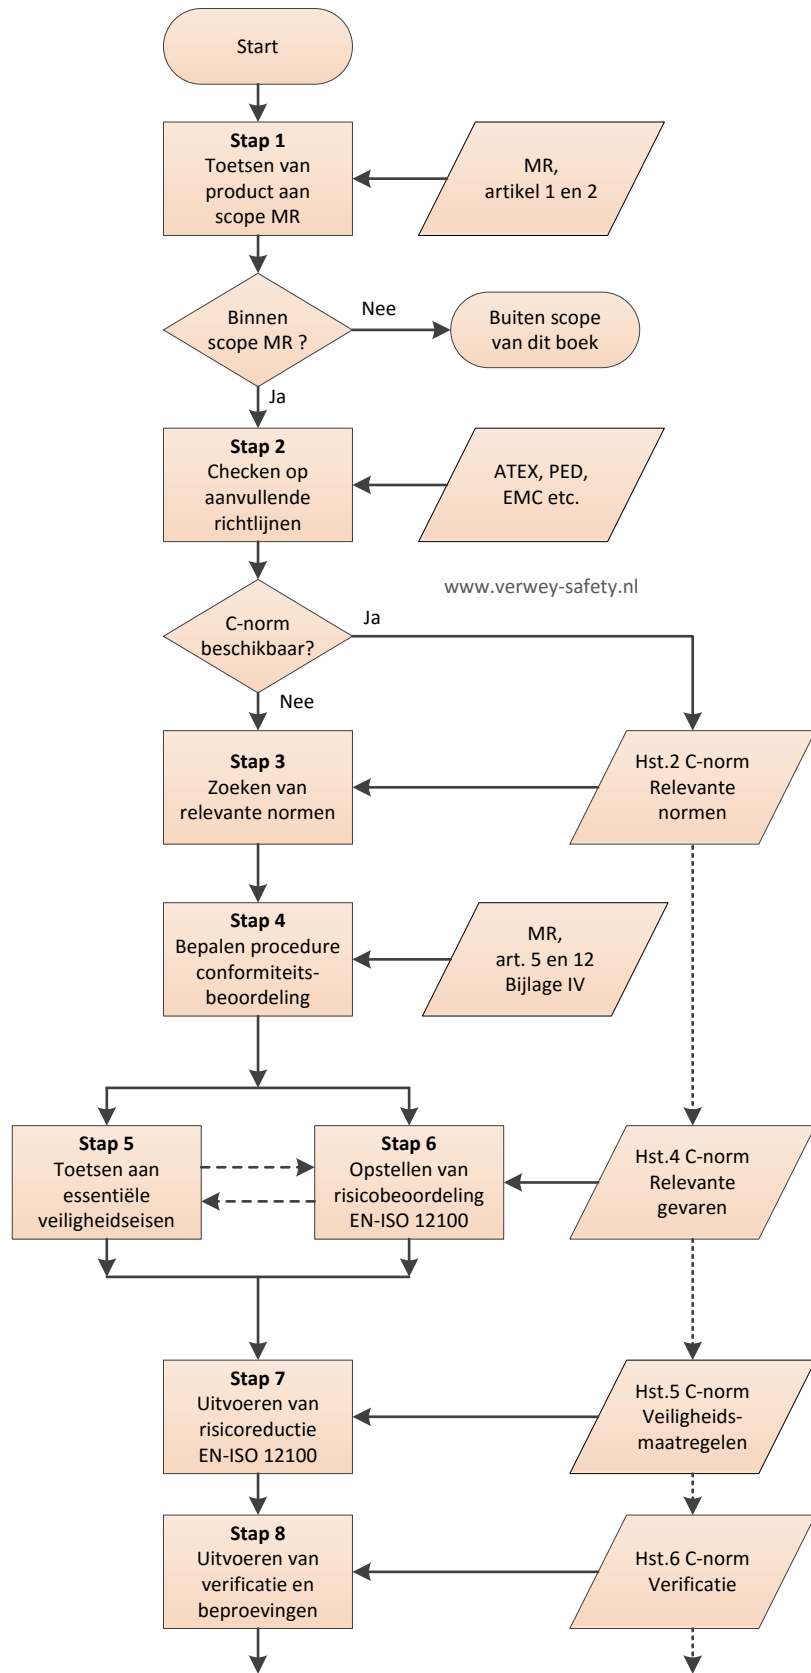 Start
Stap 1
Toetsen van
product aan
scope MR
MR,
artikel 1 en 2
Binnen
scope MR ?
Nee
Buiten scope
van dit boek
Ja
Stap 2
Checken op
aanvullende
richtlijnen
ATEX, PED,
EMC etc.
www.verwey-safety.nl
C-norm
beschikbaar?
Ja
Nee
Stap 3
Zoeken van
relevante normen
Hst.2 C-norm
Relevante
normen
Stap 4
Bepalen procedure
conformiteits-
beoordeling
MR,
art. 5 en 12
Bijlage IV
Stap 5
Toetsen aan
essentiële
veiligheidseisen
Stap 6
Opstellen van
risicobeoordeling
EN-ISO 12100
Hst.4 C-norm
Relevante
gevaren
Stap 7
Uitvoeren van
risicoreductie
EN-ISO 12100
Hst.5 C-norm
Veiligheids-
maatregelen
Stap 8
Uitvoeren van
verificatie en
beproevingen
Hst.6 C-norm
Verificatie